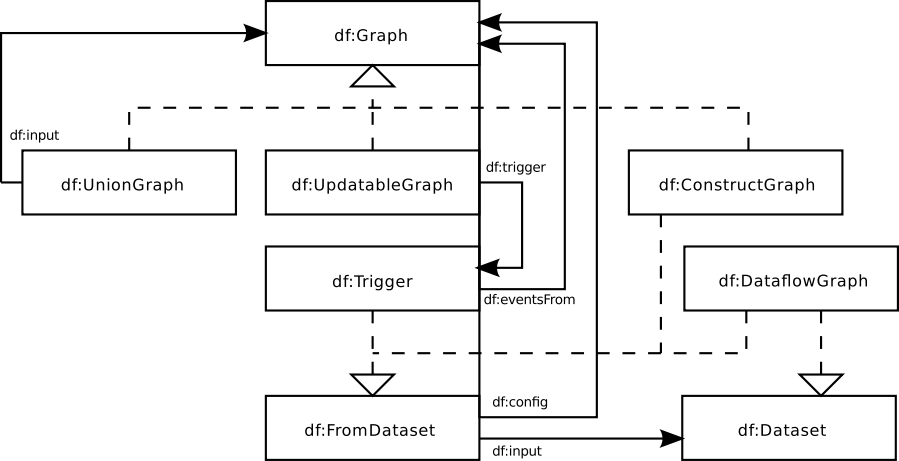 df:Graph
df:input
df:UnionGraph
df:UpdatableGraph
df:trigger
df:ConstructGraph
df:Trigger
df:DataflowGraph
df:eventsFrom
df:config
df:FromDataset
df:Dataset
df:input